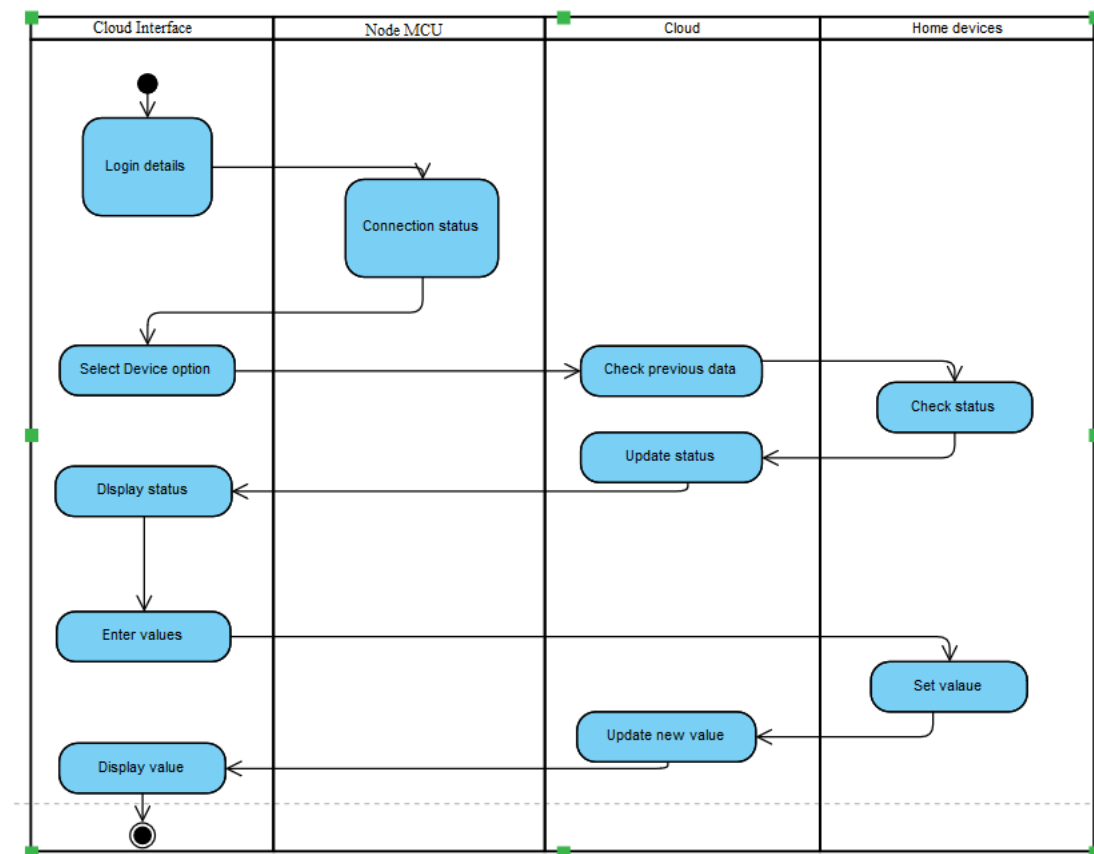 Cloud Interface
Node MCU
Cloud
Home devices
Login details
Connection status
Select Device option
Check previous data
Check status
Update status
DIsplay status
Enter values
Set valaue
Update new value
Display value